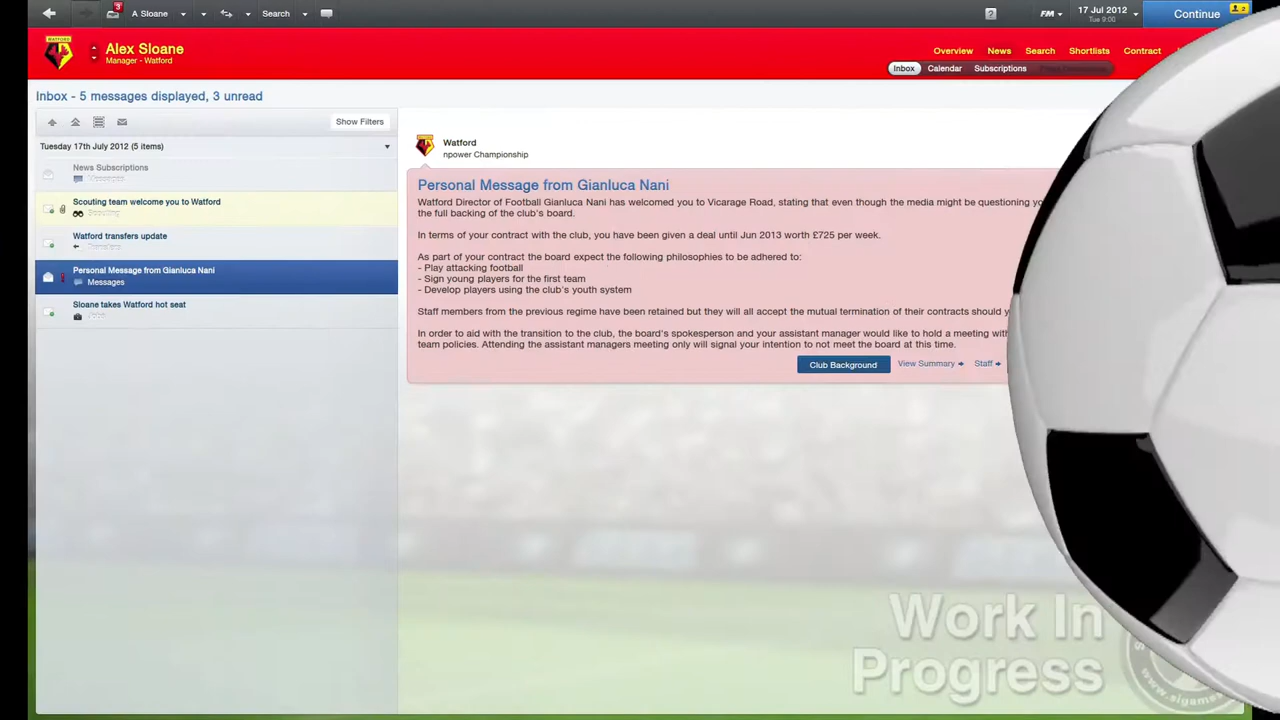 3
A Sloane
Search
?
FM
17 Jul 2012
Tue 9:00
Continue
2
WATFORD
Alex Sloane
Manager - Watford
Overview
News
Search
Shortlists
Contract
Inbox
Calendar
Subscriptions
Inbox - 5 messages displayed, 3 unread
Show Filters
Tuesday 17th July 2012 (5 items)
News Subscriptions
Messages
Scouting team welcome you to Watford
Scouting
Watford transfers update
Transfers
Personal Message from Gianluca Nani
Messages
Sloane takes Watford hot seat
Jobs
Watford
npower Championship
Personal Message from Gianluca Nani
Watford Director of Football Gianluca Nani has welcomed you to Vicarage Road, stating that even though the media might be questioning
the full backing of the club's board.
In terms of your contract with the club, you have been given a deal until Jun 2013 worth £725 per week.
As part of your contract the board expect the following philosophies to be adhered to:
- Play attacking football
- Sign young players for the first team
- Develop players using the club's youth system
Staff members from the previous regime have been retained but they will all accept the mutual termination of their contracts should
In order to aid with the transition to the club, the board's spokesperson and your assistant manager would like to hold a meeting with
team policies. Attending the assistant managers meeting only will signal your intention to not meet the board at this time.
Club Background
View Summary
Staff
Work In
Progress
www.sigames